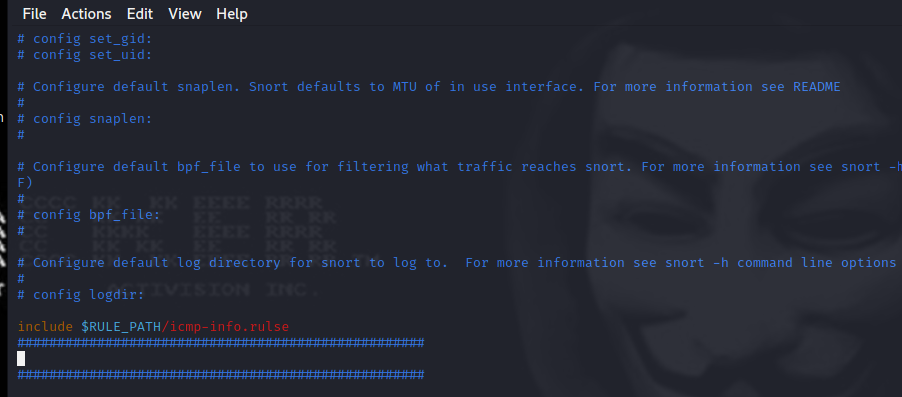 File Actions Edit View Help
# config set_gid:
# config set_uid:
# Configure default snaplen. Snort defaults to MTU of in use interface. For more information see README
#
# config snaplen:
#
# Configure default bpf_file to use for filtering what traffic reaches snort. For more information see snort -h
F)
#
# config bpf_file:
#
# Configure default log directory for snort to log to.  For more information see snort -h command line options
#
# config logdir:
ACTIVISION INC.
include $RULE_PATH/icmp-info.rulse
###################################################
###################################################